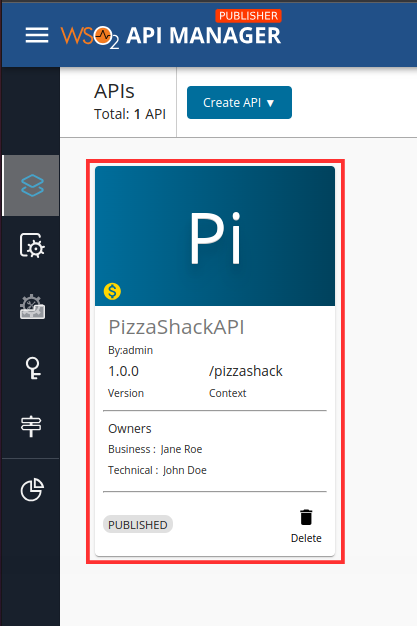 PUBLISHER
WSO2 API MANAGER
APIs
Total: 1 API
Create API ▼
Pi
$
PizzaShackAPI
By:admin
1.0.0 /pizzashack
Version Context
Owners
Business : Jane Roe
Technical : John Doe
PUBLISHED
Delete